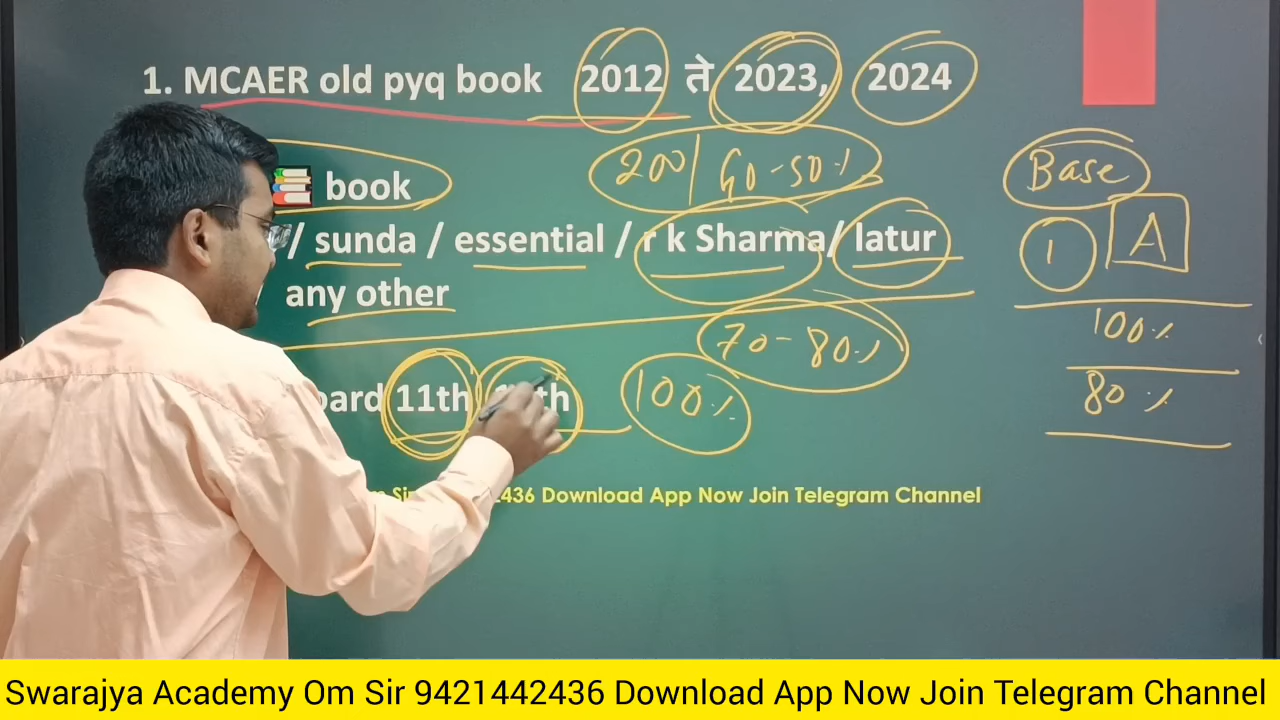 1. MCAER old pyq book 2012 ते 2023, 2024
200 | 40-50%
Base
book
/ sunda / essential / r k Sharma/ latur
1 A
any other
100%
70-80%
80%
11th th 100%
2436 Download App Now Join Telegram Channel
Swarajya Academy Om Sir 9421442436 Download App Now Join Telegram Channel